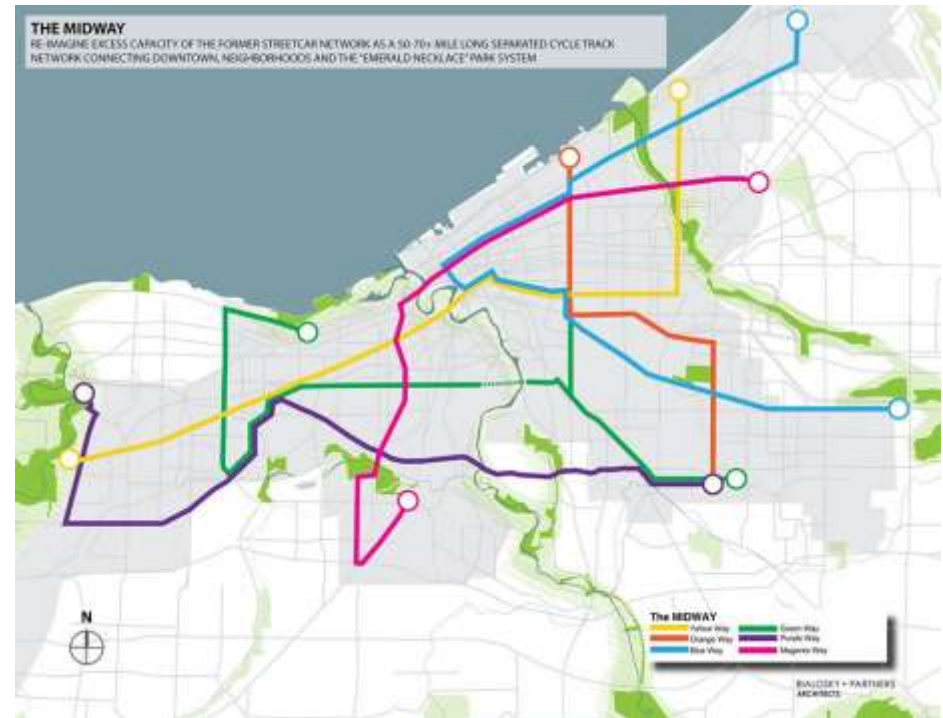 THE MIDWAY
RE-IMAGINE EXCESS CAPACITY OF THE FORMER STREETCAR NETWORK AS A 50-70+ MILE LONG SEPARATED CYCLE TRACK
NETWORK CONNECTING DOWNTOWN, NEIGHBORHOODS AND THE "EMERALD NECKLACE" PARK SYSTEM
N
The MIDWAY
Yellow Way Green Way
Orange Way Purple Way
Blue Way Magenta Way
BIALOSKY + PARTNERS
ARCHITECTS